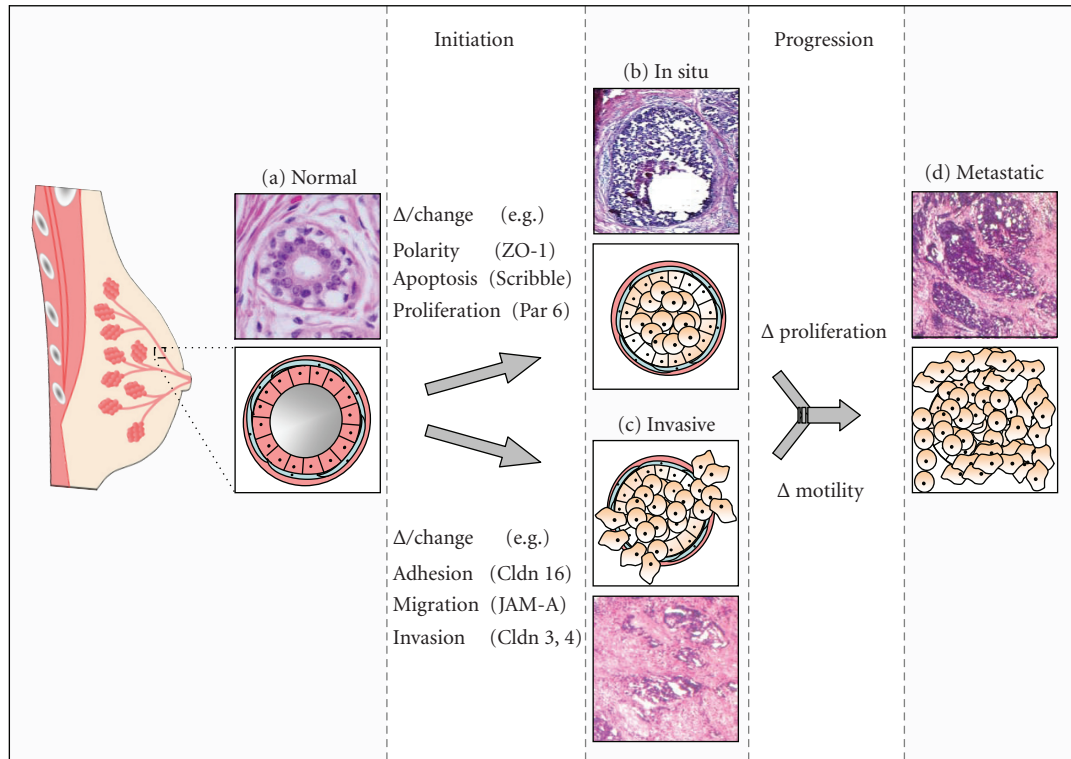 Initiation
Progression
(b) In situ
(a) Normal
(d) Metastatic
Δ/change (e.g.)
Polarity (ZO-1)
Apoptosis (Scribble)
Proliferation (Par 6)
Δ proliferation
(c) Invasive
Δ motility
Δ/change (e.g.)
Adhesion (Cldn 16)
Migration (JAM-A)
Invasion (Cldn 3, 4)